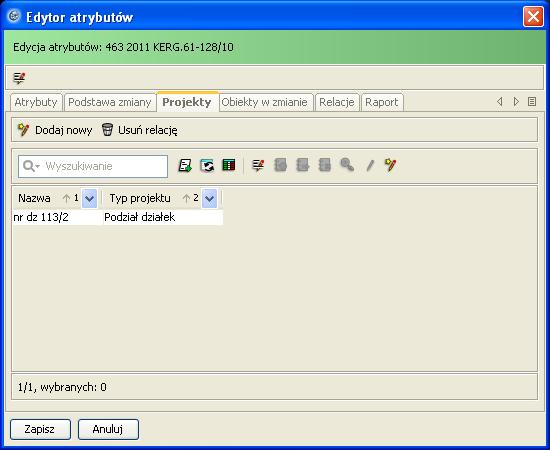 Edytor atrybutów
Edycja atrybutów: 463 2011 KERG.61-128/10
Atrybuty Podstawa zmiany Projekty Obiekty w zmianie Relacje Raport
Dodaj nowy Usuń relację
Wyszukiwanie
Nazwa 1 Typ projektu 2
nr dz 113/2 Podział działek
1/1, wybranych: 0
Zapisz Anuluj